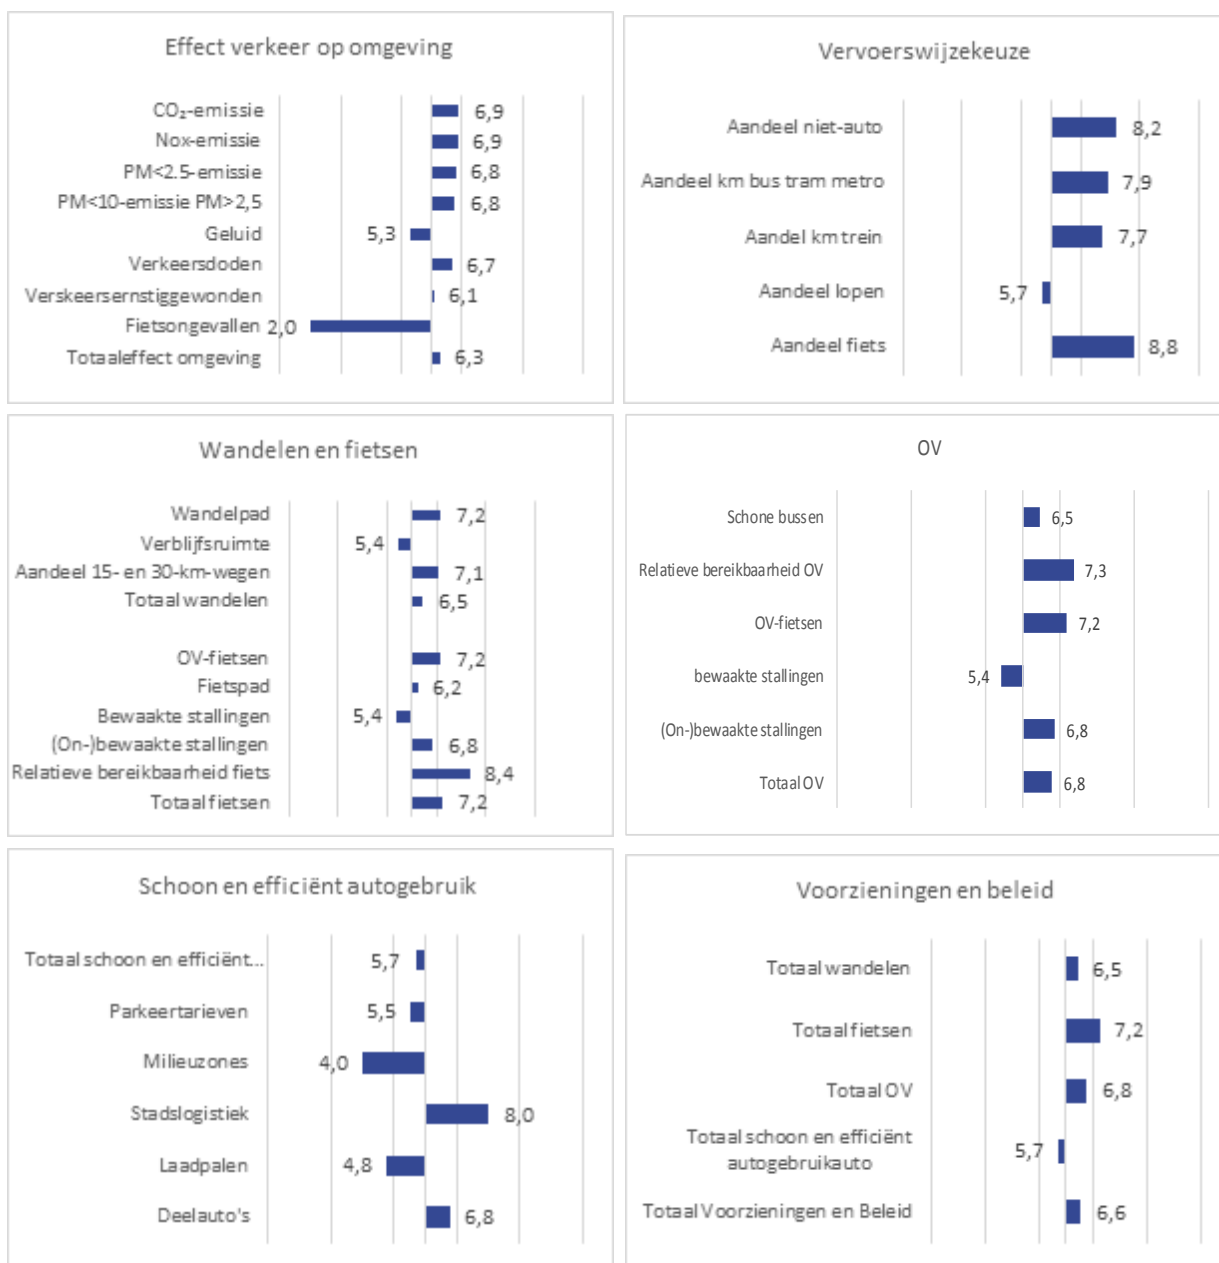 Effect verkeer op omgeving
CO₂-emissie 6,9
Nox-emissie 6,9
PM<2.5-emissie 6,8
PM<10-emissie PM>2,5 6,8
Geluid 5,3
Verkeersdoden 6,7
Verskeersernstiggewonden 6,1
Fietsongevallen 2,0
Totaaleffect omgeving 6,3
Vervoerswijzekeuze
Aandeel niet-auto 8,2
Aandeel km bus tram metro 7,9
Aandel km trein 7,7
Aandeel lopen 5,7
Aandeel fiets 8,8
Wandelen en fietsen
Wandelpad 7,2
Verblijfsruimte 5,4
Aandeel 15- en 30-km-wegen 7,1
Totaal wandelen 6,5
OV-fietsen 7,2
Fietspad 6,2
Bewaakte stallingen 5,4
(On-)bewaakte stallingen 6,8
Relatieve bereikbaarheid fiets 8,4
Totaal fietsen 7,2
OV
Schone bussen 6,5
Relatieve bereikbaarheid OV 7,3
OV-fietsen 7,2
bewaakte stallingen 5,4
(On-)bewaakte stallingen 6,8
Totaal OV 6,8
Schoon en efficiënt autogebruik
Totaal schoon en efficiënt... 5,7
Parkeertarieven 5,5
Milieuzones 4,0
Stadslogistiek 8,0
Laadpalen 4,8
Deelauto's 6,8
Voorzieningen en beleid
Totaal wandelen 6,5
Totaal fietsen 7,2
Totaal OV 6,8
Totaal schoon en efficiënt
autogebruikauto 5,7
Totaal Voorzieningen en Beleid 6,6